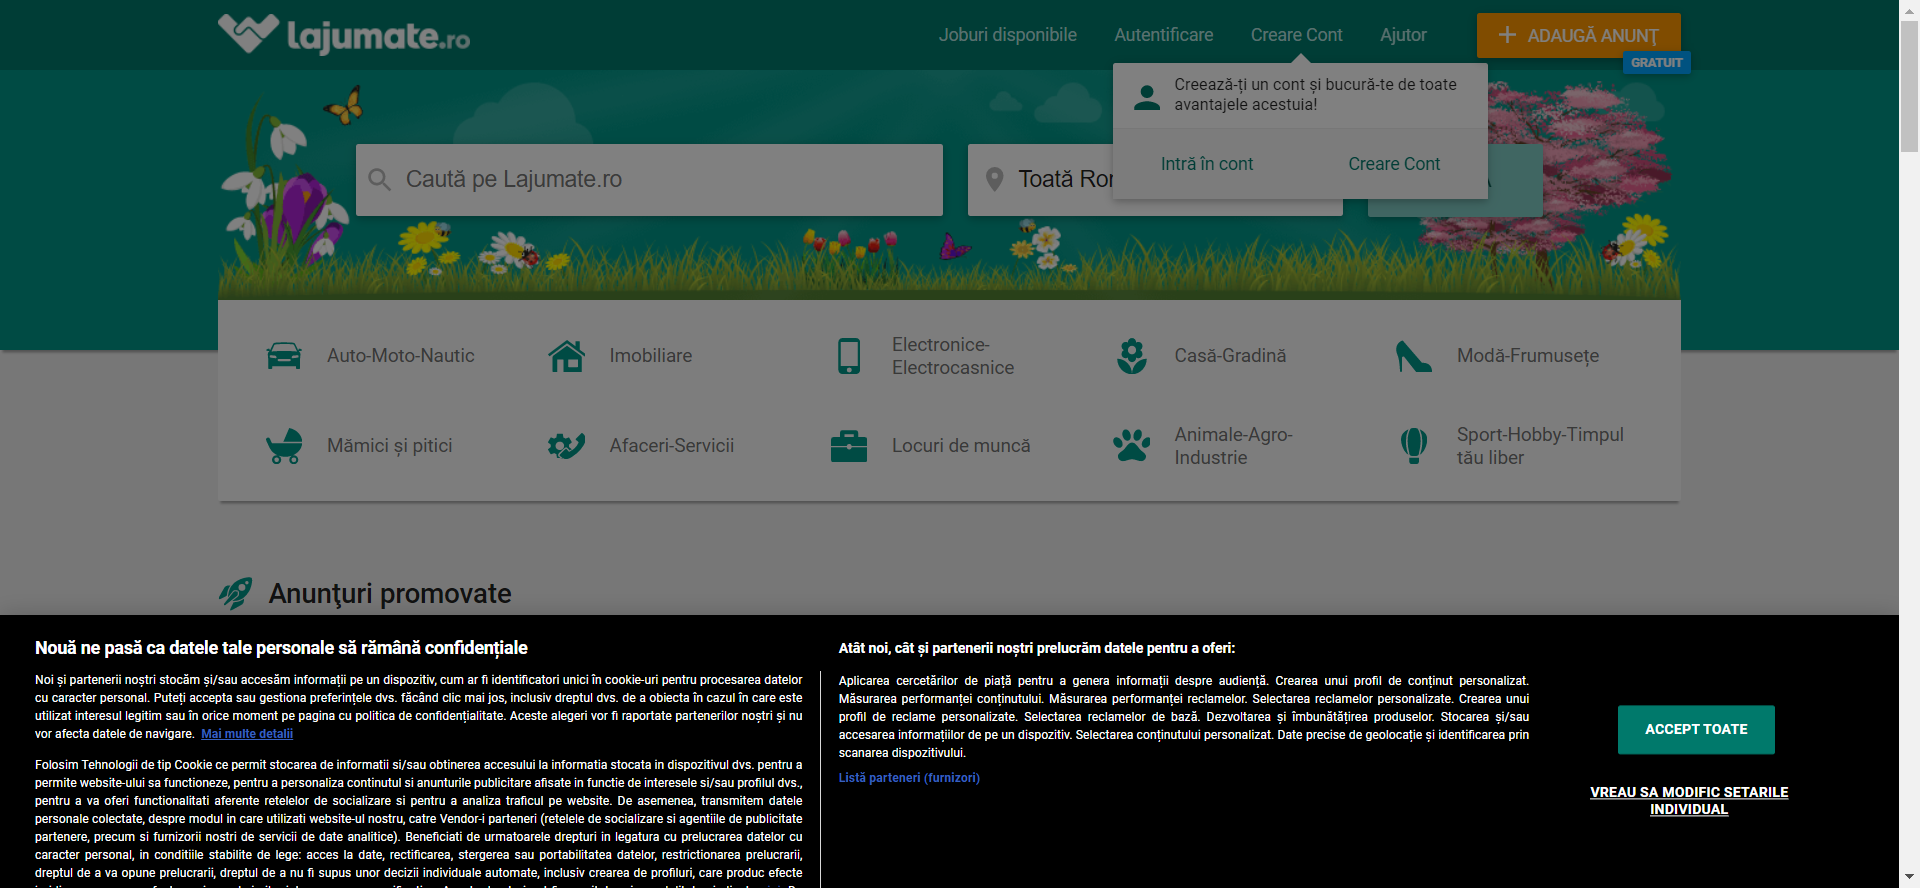 lajumate.ro
Joburi disponibile
Autentificare
Creare Cont
Ajutor
ADAUGĂ ANUNŢ
GRATUIT
Creează-ți un cont și bucură-te de toate
avantajele acestuia!
Intră în cont
Creare Cont
Caută pe Lajumate.ro
Toată
Auto-Moto-Nautic
Imobiliare
Electronice-
Electrocasnice
Casă-Gradină
Modă-Frumusețe
Mămici și pitici
Afaceri-Servicii
Locuri de muncă
Animale-Agro-
Industrie
Sport-Hobby-Timpul
tău liber
Anunţuri promovate
Nouă ne pasă ca datele tale personale să rămână confidențiale
Noi și partenerii noștri stocăm și/sau accesăm informații pe un dispozitiv, cum ar fi identificatori unici în cookie-uri pentru procesarea datelor
cu caracter personal. Puteți accepta sau gestiona preferințele dvs. făcând clic mai jos, inclusiv dreptul dvs. de a obiecta în cazul în care este
utilizat interesul legitim sau în orice moment pe pagina cu politica de confidențialitate. Aceste alegeri vor fi raportate partenerilor noștri și nu
vor afecta datele de navigare. Mai multe detalii
Folosim Tehnologii de tip Cookie ce permit stocarea de informatii si/sau obtinerea accesului la informatia stocata in dispozitivul dvs. pentru a
permite website-ului sa functioneze, pentru a personaliza continutul si anunturile publicitare afisate in functie de interesele si/sau profilul dvs.,
pentru a va oferi functionalitati aferente retelelor de socializare si pentru a analiza traficul pe website. De asemenea, transmitem datele
personale colectate, despre modul in care utilizati website-ul nostru, catre Vendor-i parteneri (retelele de socializare si agentiile de publicitate
partenere, precum si furnizorii nostri de servicii de date analitice). Beneficiati de urmatoarele drepturi in legatura cu prelucrarea datelor cu
caracter personal, in conditiile stabilite de lege: acces la date, rectificarea, stergerea sau portabilitatea datelor, restrictionarea prelucrarii,
dreptul de a va opune prelucrarii, dreptul de a nu fi supus unor decizii individuale automate, inclusiv crearea de profiluri, care produc efecte
Atât noi, cât și partenerii noștri prelucrăm datele pentru a oferi:
Aplicarea cercetărilor de piață pentru a genera informații despre audiență. Crearea unui profil de conținut personalizat.
Măsurarea performanței conținutului. Măsurarea performanței reclamelor. Selectarea reclamelor personalizate. Crearea unui
profil de reclame personalizate. Selectarea reclamelor de bază. Dezvoltarea și îmbunătățirea produselor. Stocarea și/sau
accesarea informațiilor de pe un dispozitiv. Selectarea conținutului personalizat. Date precise de geolocație și identificarea prin
scanarea dispozitivului.
Listă parteneri (furnizori)
ACCEPT TOATE
VREAU SA MODIFIC SETARILE
INDIVIDUAL